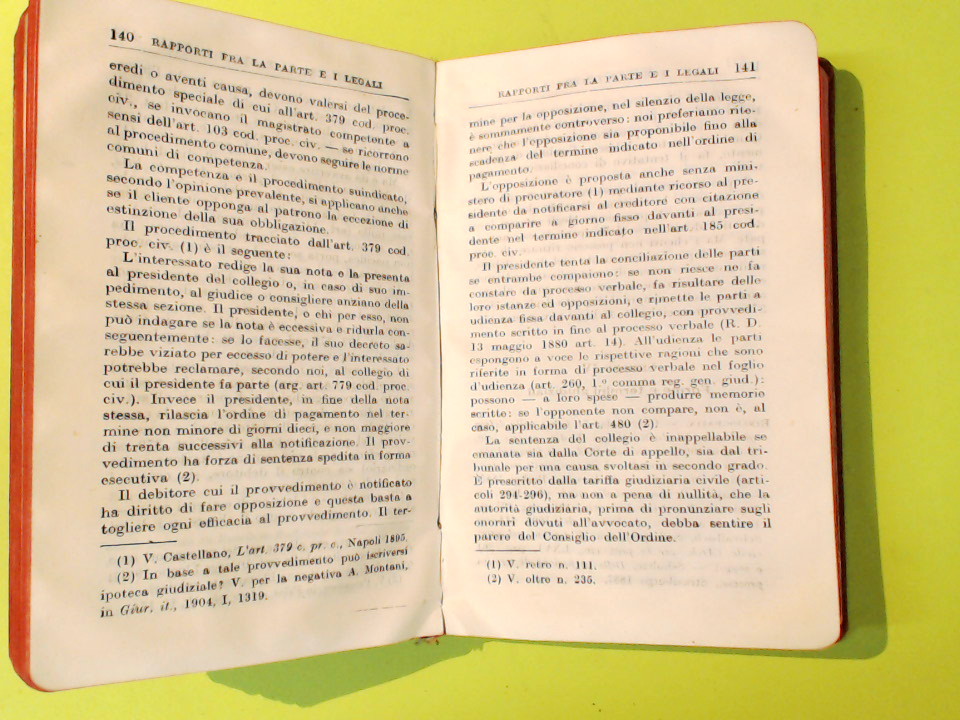 140 RAPPORTI FRA LA PARTE E I LEGALI
eredi o aventi causa, devono valersi del proce-
dimento speciale di cui all'art. 379 cod. proc.
civ., se invocano il magistrato competente a
sensi dell'art. 103 cod. proc. civ. — se ricorrono
al procedimento comune, devono seguire le norme
comuni di competenza.
La competenza e il procedimento suindicato,
secondo l'opinione prevalente, si applicano anche
se il cliente opponga al patrono la eccezione di
estinzione della sua obbligazione.
Il procedimento tracciato dall'art. 379 cod.
proc. civ. (1) è il seguente:
L'interessato redige la sua nota e la presenta
al presidente del collegio o, in caso di suo im-
pedimento, al giudice o consigliere anziano della
stessa sezione. Il presidente, o chi per esso, non
può indagare se la nota è eccessiva e ridurla con-
seguentemente: se lo facesse, il suo decreto sa-
rebbe viziato per eccesso di potere e l'interessato
potrebbe reclamare, secondo noi, al collegio di
cui il presidente fa parte (arg. art. 779 cod. proc.
civ.). Invece il presidente, in fine della nota
stessa, rilascia l'ordine di pagamento nel ter-
mine non minore di giorni dieci, e non maggiore
di trenta successivi alla notificazione. Il prov-
vedimento ha forza di sentenza spedita in forma
esecutiva (2).
Il debitore cui il provvedimento è notificato
ha diritto di fare opposizione e questa basta a
togliere ogni efficacia al provvedimento. Il ter-
(1) V. Castellano, L'art. 379 c. pr. c., Napoli 1895.
(2) In base a tale provvedimento può iscriversi
ipoteca giudiziale? V. per la negativa A. Montani,
in Giur. it., 1904, I, 1319.
RAPPORTI FRA LA PARTE E I LEGALI 141
mine per la opposizione, nel silenzio della legge,
è sommamente controverso: noi preferiamo rite-
nere che l'opposizione sia proponibile fino alla
scadenza del termine indicato nell'ordine di
pagamento.
L'opposizione è proposta anche senza mini-
stero di procuratore (1) mediante ricorso al pre-
sidente da notificarsi al creditore con citazione
a comparire a giorno fisso davanti al presi-
dente nel termine indicato nell'art. 185 cod.
proc. civ.
Il presidente tenta la conciliazione delle parti
se entrambe compaiono: se non riesce ne fa
constare da processo verbale, fa risultare delle
loro istanze ed opposizioni, e rimette le parti a
udienza fissa davanti al collegio, con provvedi-
mento scritto in fine al processo verbale (R. D.
13 maggio 1880 art. 14). All'udienza le parti
espongono a voce le rispettive ragioni che sono
riferite in forma di processo verbale nel foglio
d'udienza (art. 260, 1.° comma reg. gen. giud.):
possono — a loro spese — produrre memorie
scritte: se l'opponente non compare, non è, al
caso, applicabile l'art. 480 (2).
La sentenza del collegio è inappellabile se
emanata sia dalla Corte di appello, sia dal tri-
bunale per una causa svoltasi in secondo grado.
È prescritto dalla tariffa giudiziaria civile (arti-
coli 294-296), ma non a pena di nullità, che la
autorità giudiziaria, prima di pronunziare sugli
onorari dovuti all'avvocato, debba sentire il
parere del Consiglio dell'Ordine.
(1) V. retro n. 111.
(2) V. oltre n. 235.